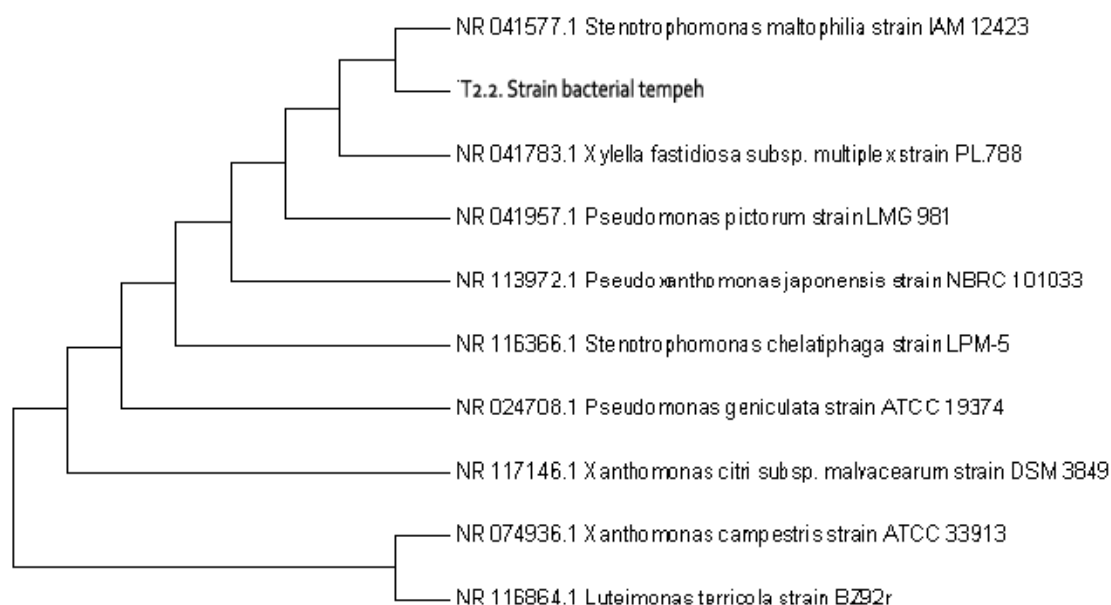 NR 041577.1 Stenotrophomonas maltophilia strain IAM 12423
T2.2. Strain bacterial tempeh
NR 041783.1 Xylella fastidiosa subsp. multiplex strain PL.788
NR 041957.1 Pseudomonas pictorum strain LMG 981
NR 113972.1 Pseudoxanthomonas japonensis strain NBRC 101033
NR 116366.1 Stenotrophomonas chelatiphaga strain LPM-5
NR 024708.1 Pseudomonas geniculata strain ATCC 19374
NR 117146.1 Xanthomonas citri subsp. malvacearum strain DSM 3849
NR 074936.1 Xanthomonas campestris strain ATCC 33913
NR 116864.1 Luteimonas terricola strain BZ92r